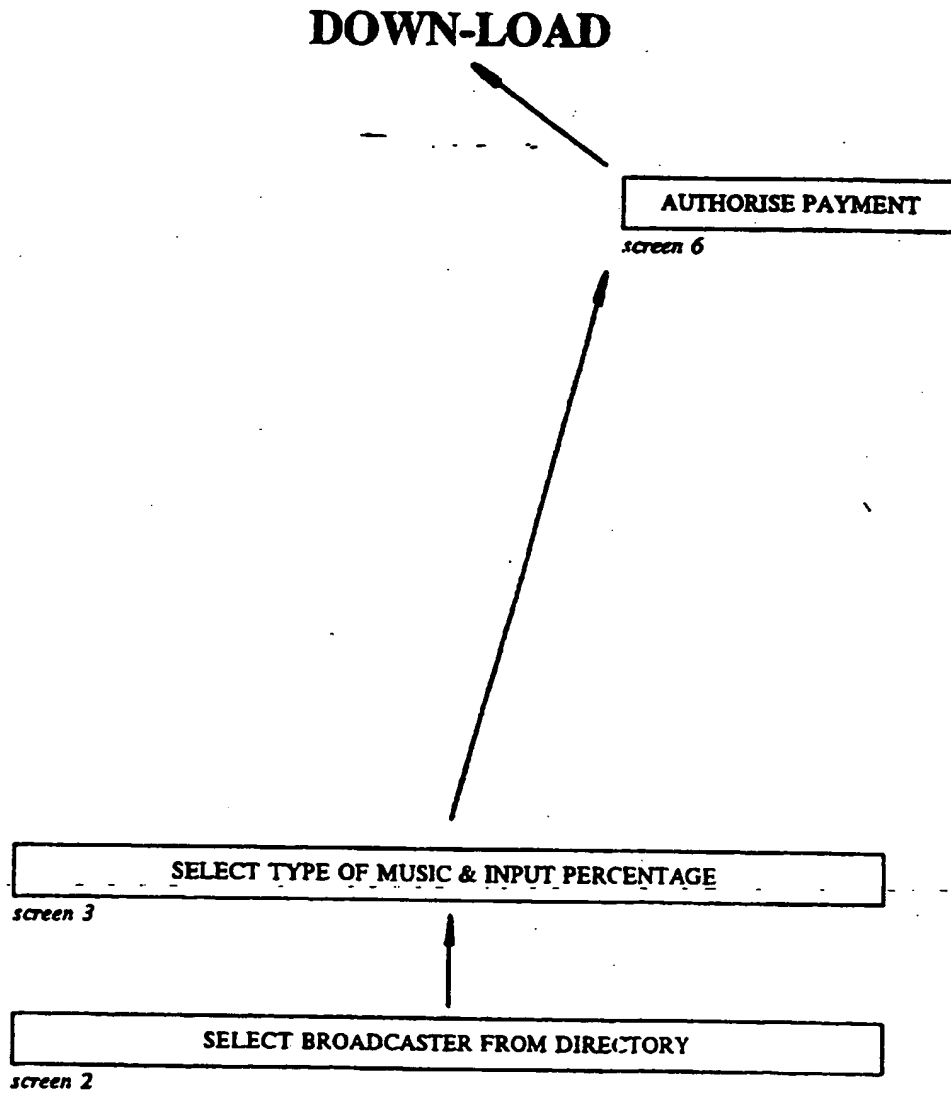 DOWN-LOAD
AUTHORISE PAYMENT
screen 6
SELECT TYPE OF MUSIC & INPUT PERCENTAGE
screen 3
SELECT BROADCASTER FROM DIRECTORY
screen 2